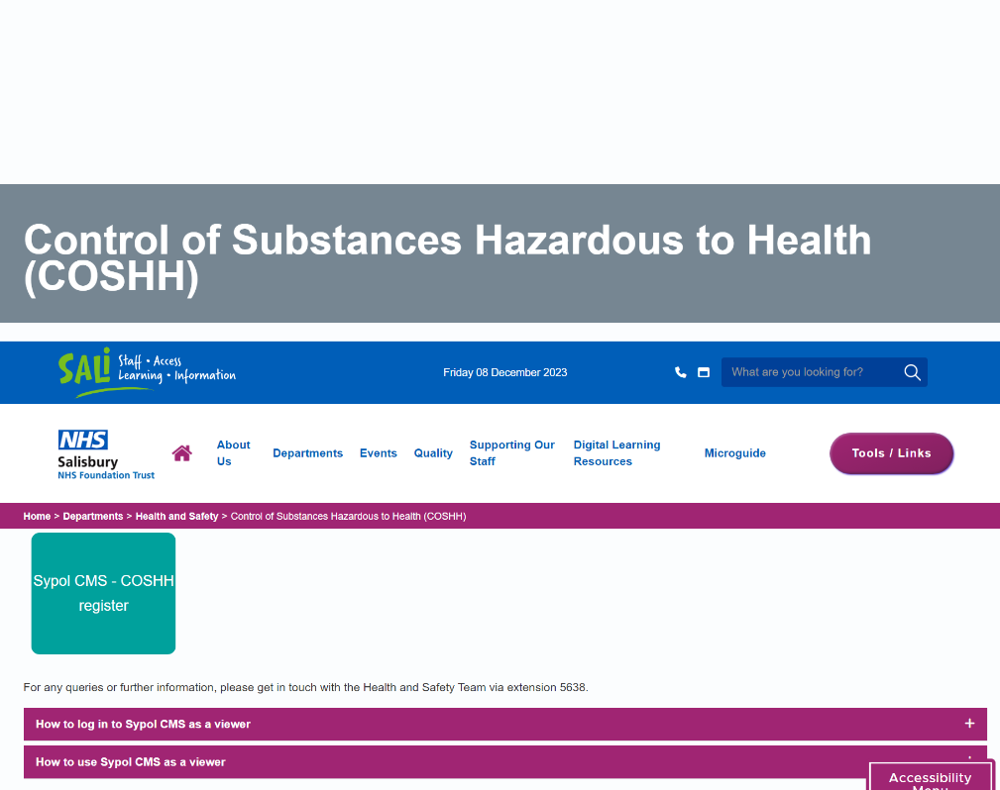 Control of Substances Hazardous to Health
(COSHH)
SALi Staff • Access
Learning • Information
Friday 08 December 2023
What are you looking for?
NHS
Salisbury
NHS Foundation Trust
About
Us
Departments
Events
Quality
Supporting Our
Staff
Digital Learning
Resources
Microguide
Tools / Links
Home > Departments > Health and Safety > Control of Substances Hazardous to Health (COSHH)
Sypol CMS - COSHH
register
For any queries or further information, please get in touch with the Health and Safety Team via extension 5638.
How to log in to Sypol CMS as a viewer +
How to use Sypol CMS as a viewer
Accessibility
Menu